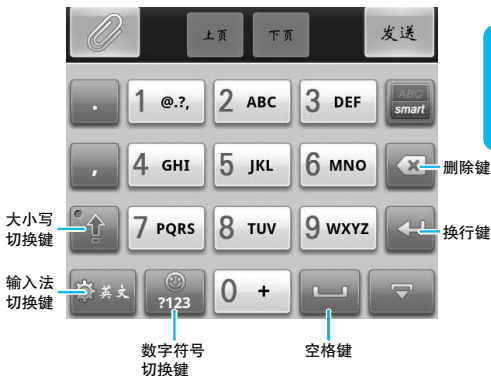 上页 下页 发送
. 1 @.?, 2 ABC 3 DEF ABC smart
, 4 GHI 5 JKL 6 MNO 删除键
大小写
切换键
7 PQRS 8 TUV 9 WXYZ 换行键
输入法
切换键
英文 ?123 0 +
数字符号
切换键
空格键